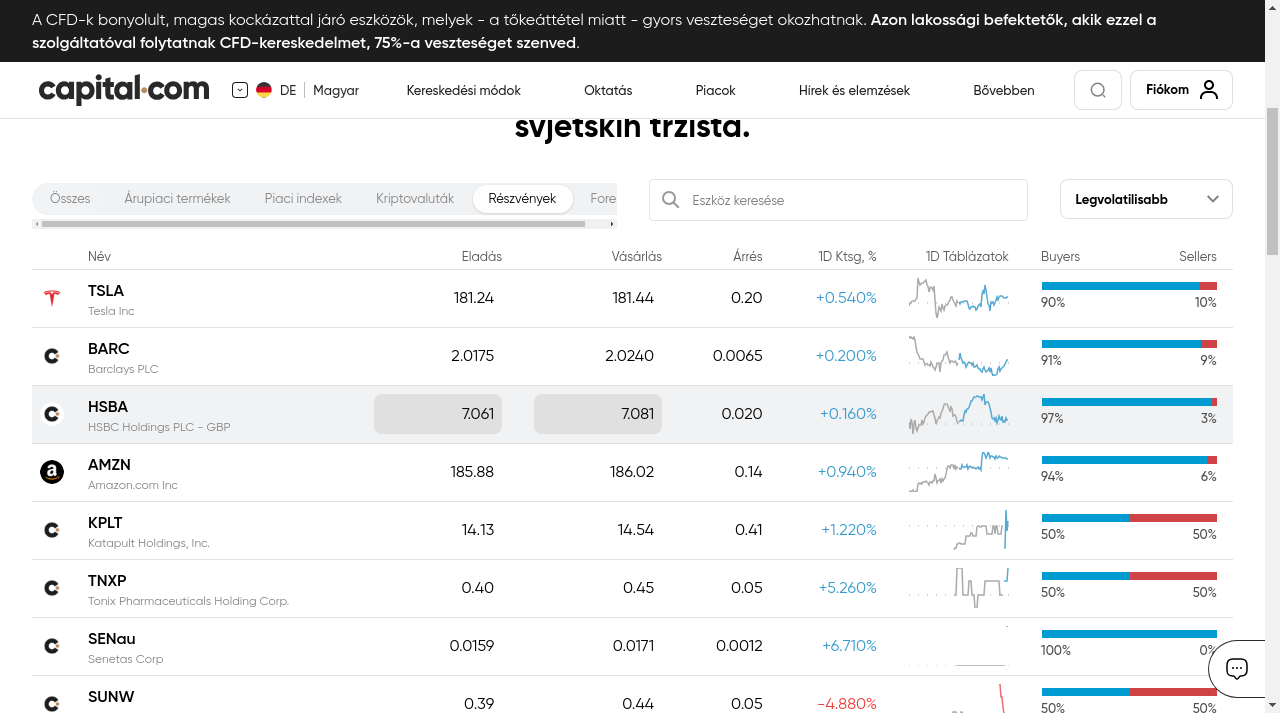 A CFD-k bonyolult, magas kockázattal járó eszközök, melyek - a tőkeáttétel miatt - gyors veszteséget okozhatnak. Azon lakossági befektetők, akik ezzel a
szolgáltatóval folytatnak CFD-kereskedelmet, 75%-a veszteséget szenved.
capital.com DE Magyar Kereskedési módok Oktatás Piacok Hírek és elemzések Bővebben Fiókom
svjetskih tržišta.
Összes Árupiaci termékek Piaci indexek Kriptovaluták Részvények Fore Eszköz keresése Legvolatilisabb
Név Eladás Vásárlás Árrés 1D Ktsg, % 1D Táblázatok Buyers Sellers
TSLA 181.24 181.44 0.20 +0.540% 90% 10%
Tesla Inc
BARC 2.0175 2.0240 0.0065 +0.200% 91% 9%
Barclays PLC
HSBA 7.061 7.081 0.020 +0.160% 97% 3%
HSBC Holdings PLC - GBP
AMZN 185.88 186.02 0.14 +0.940% 94% 6%
Amazon.com Inc
KPLT 14.13 14.54 0.41 +1.220% 50% 50%
Katapult Holdings, Inc.
TNXP 0.40 0.45 0.05 +5.260% 50% 50%
Tonix Pharmaceuticals Holding Corp.
SENau 0.0159 0.0171 0.0012 +6.710% 100% 0%
Senetas Corp
SUNW 0.39 0.44 0.05 -4.880% 50% 50%